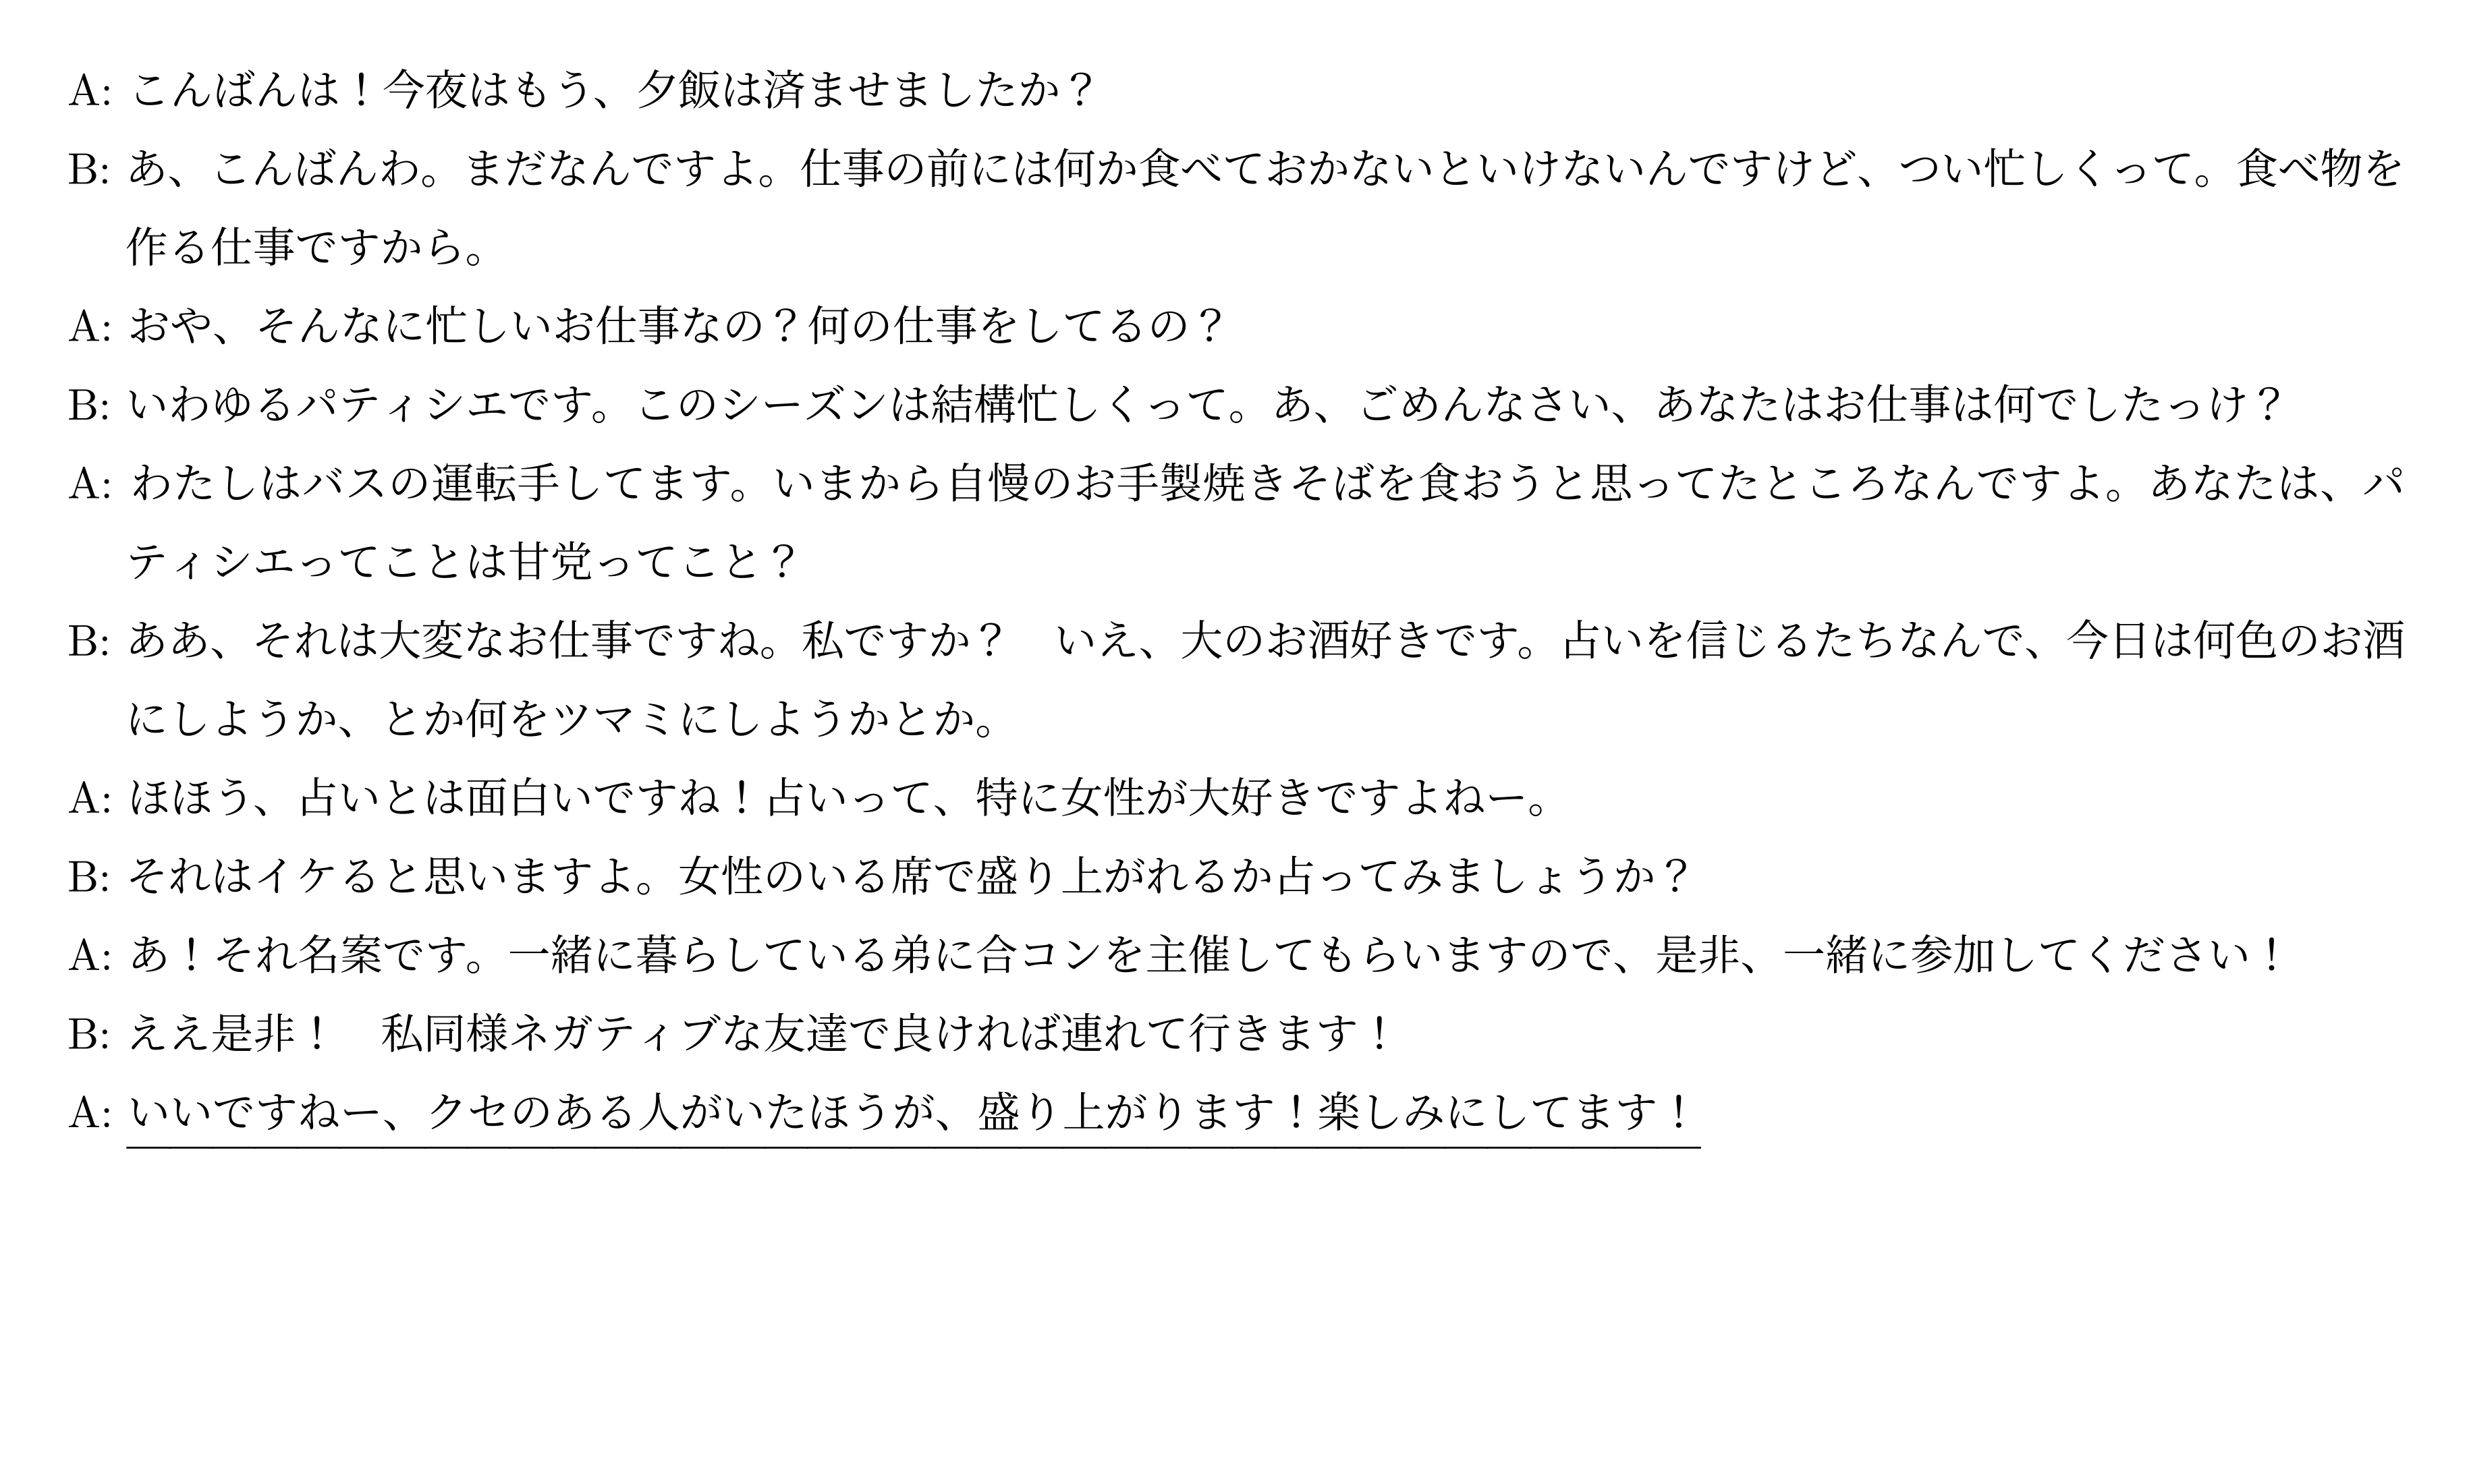 A: こんばんは！今夜はもう、夕飯は済ませましたか？
B: あ、こんばんわ。まだなんですよ。仕事の前には何か食べておかないといけないんですけど、つい忙しくって。食べ物を
作る仕事ですから。
A: おや、そんなに忙しいお仕事なの？何の仕事をしてるの？
B: いわゆるパティシエです。このシーズンは結構忙しくって。あ、ごめんなさい、あなたはお仕事は何でしたっけ？
A: わたしはバスの運転手してます。いまから自慢のお手製焼きそばを食おうと思ってたところなんですよ。あなたは、パ
ティシエってことは甘党ってこと？
B: ああ、それは大変なお仕事ですね。私ですか？　いえ、大のお酒好きです。占いを信じるたちなんで、今日は何色のお酒
にしようか、とか何をツマミにしようかとか。
A: ほほう、占いとは面白いですね！占いって、特に女性が大好きですよねー。
B: それはイケると思いますよ。女性のいる席で盛り上がれるか占ってみましょうか？
A: あ！それ名案です。一緒に暮らしている弟に合コンを主催してもらいますので、是非、一緒に参加してください！
B: ええ是非！　私同様ネガティブな友達で良ければ連れて行きます！
A: いいですねー、クセのある人がいたほうが、盛り上がります！楽しみにしてます！